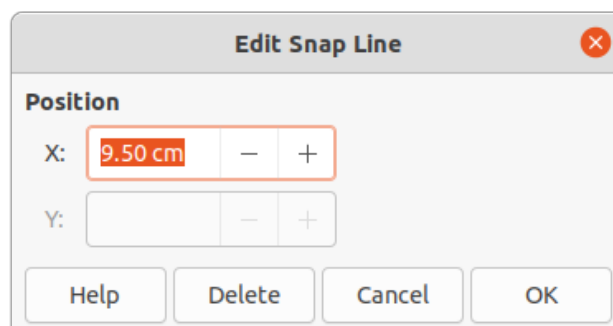 Edit Snap Line
Position
X: 9.50 cm
Y:
Help Delete Cancel OK